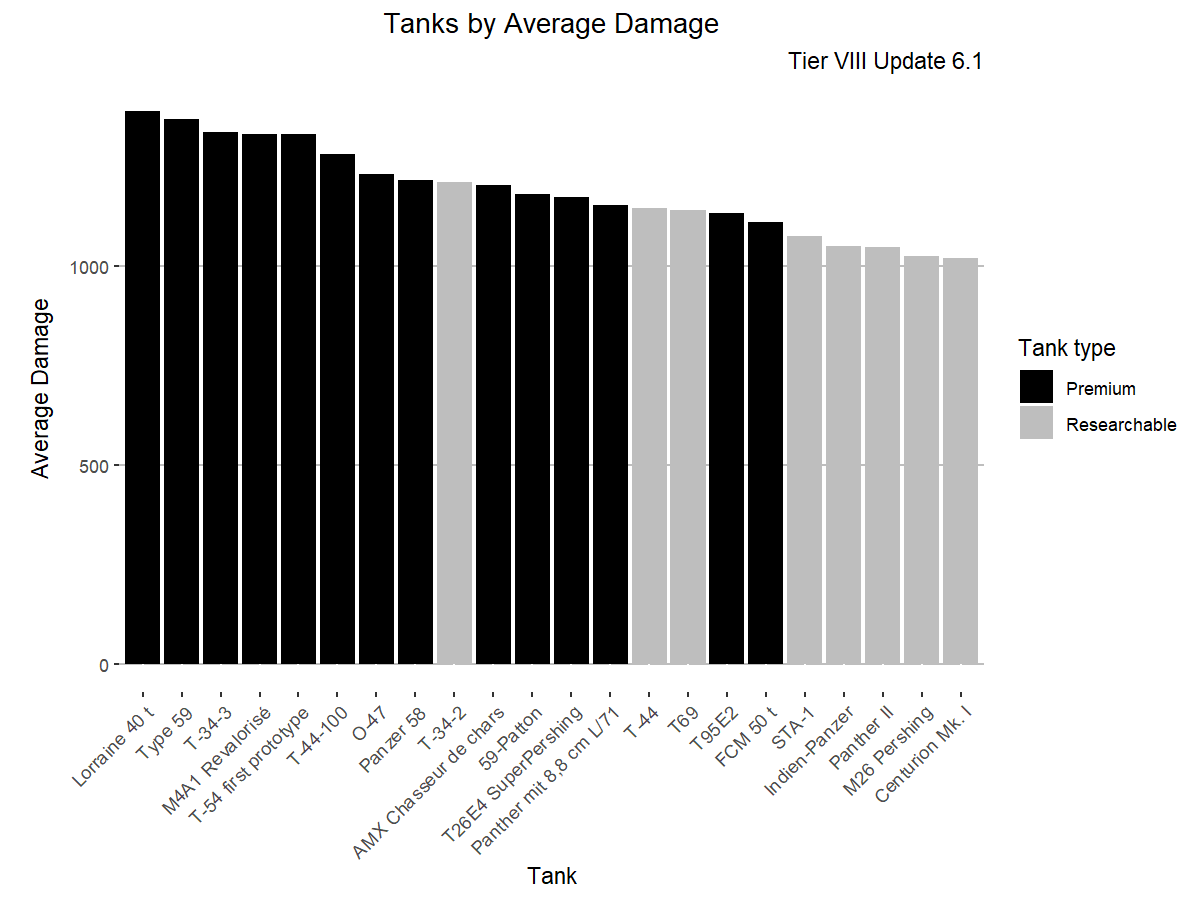 Tanks by Average Damage
Tier VIII Update 6.1
Average Damage
1000
500
0
Lorraine 40 t
Type 59
T-34-3
M4A1 Revalorisé
T-54 first prototype
T-44-100
O-47
Panzer 58
T-34-2
AMX Chasseur de chars
59-Patton
T26E4 SuperPershing
Panther mit 8,8 cm L/71
T-44
T69
T95E2
FCM 50 t
STA-1
Indien-Panzer
Panther II
M26 Pershing
Centurion Mk. I
Tank
Tank type
Premium
Researchable